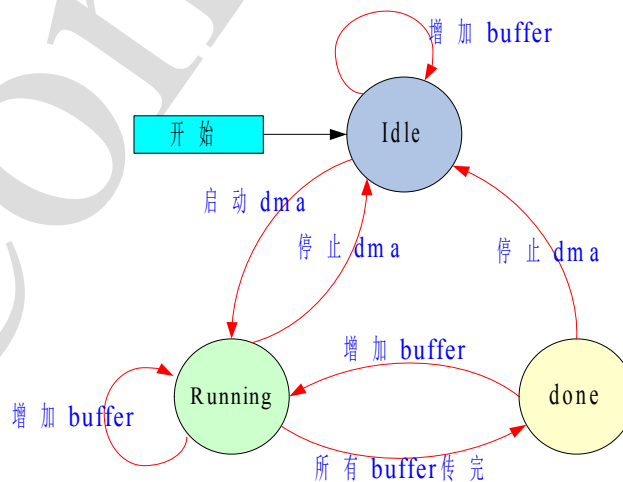 增加 buffer
开始
Idle
启动 dma
停止 dma
停止 dma
增加 buffer
Running
done
增加 buffer
所有 buffer传完